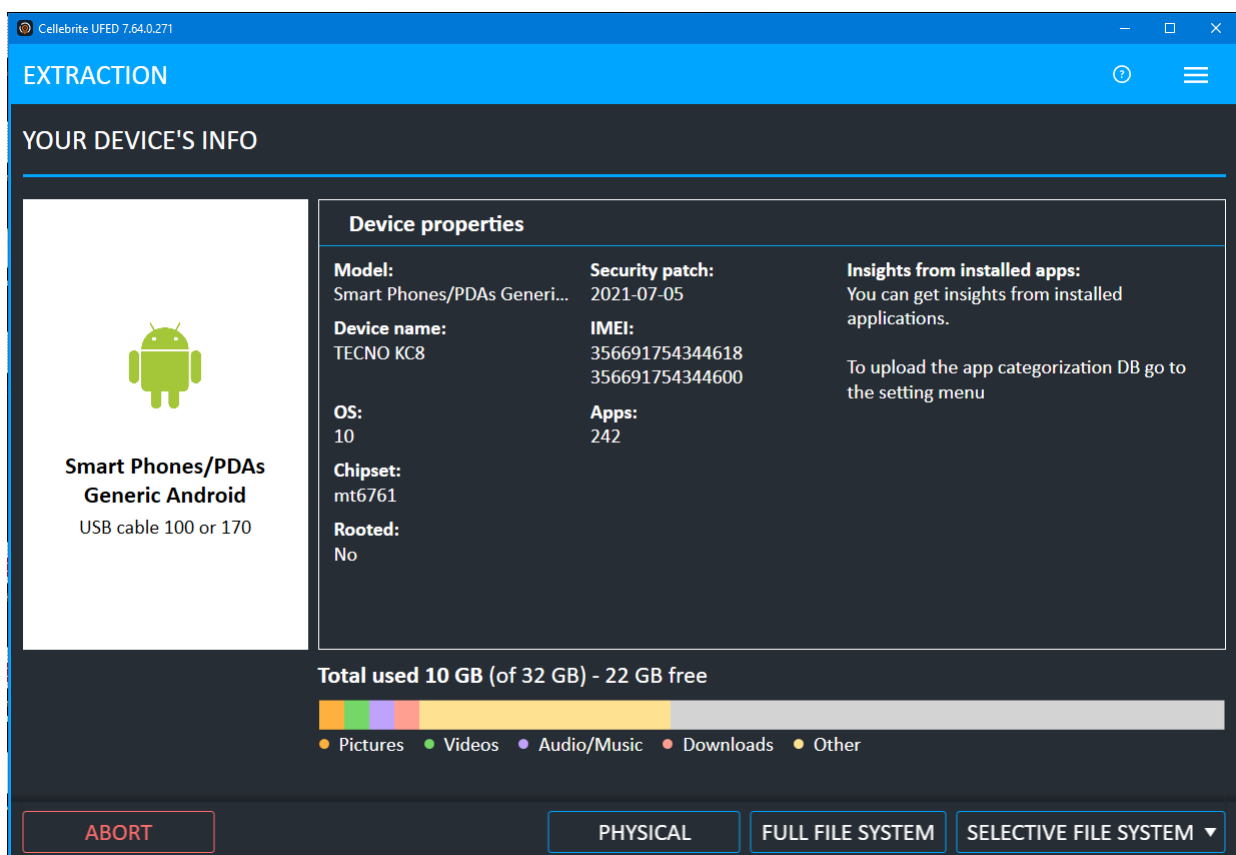 Cellebrite UFED 7.64.0.271
EXTRACTION
YOUR DEVICE'S INFO
Smart Phones/PDAs
Generic Android
USB cable 100 or 170
Device properties
Model:
Smart Phones/PDAs Generi...
Device name:
TECNO KC8
OS:
10
Chipset:
mt6761
Rooted:
No
Security patch:
2021-07-05
IMEI:
356691754344618
356691754344600
Apps:
242
Insights from installed apps:
You can get insights from installed
applications.
To upload the app categorization DB go to
the setting menu
Total used 10 GB (of 32 GB) - 22 GB free
Pictures Videos Audio/Music Downloads Other
ABORT PHYSICAL FULL FILE SYSTEM SELECTIVE FILE SYSTEM